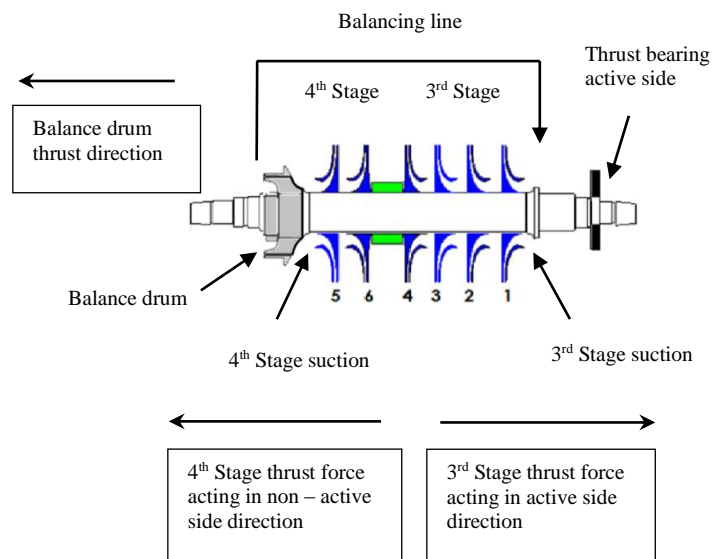 Balancing line
Thrust bearing
active side
4th Stage
3rd Stage
Balance drum
thrust direction
Balance drum
5 6 4 3 2 1
4th Stage suction
3rd Stage suction
4th Stage thrust force
acting in non – active
side direction
3rd Stage thrust force
acting in active side
direction